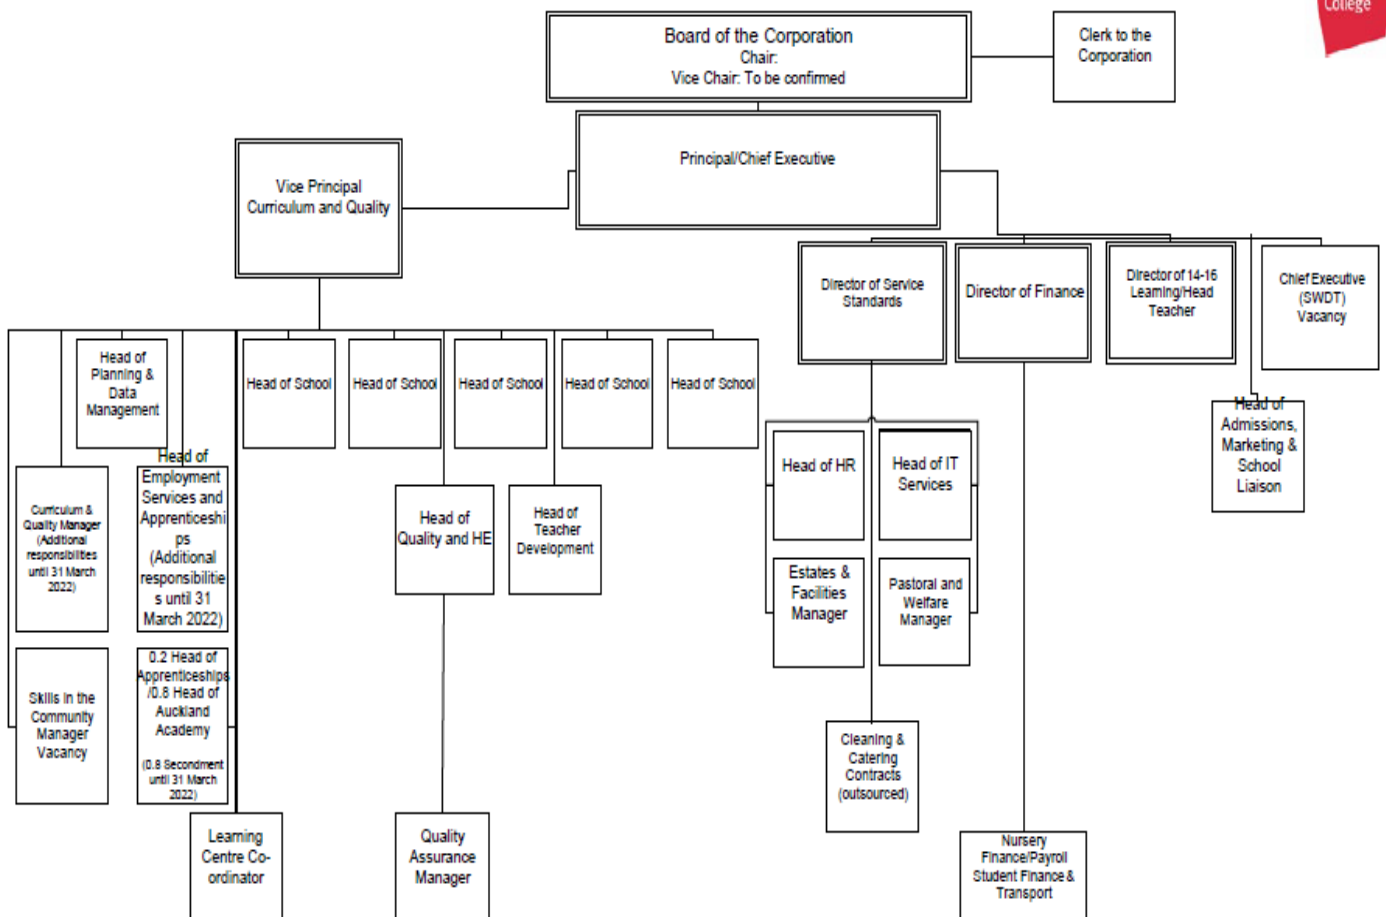 College
Board of the Corporation
Chair:
Vice Chair: To be confirmed
Clerk to the
Corporation
Principal/Chief Executive
Vice Principal
Curriculum and Quality
Director of Service
Standards
Director of Finance
Director of 14-16
Learning/Head
Teacher
Chief Executive
(SWDT)
Vacancy
Head of
Planning &
Data
Management
Head of School
Head of School
Head of School
Head of School
Head of School
Head of
Admissions,
Marketing &
School
Liaison
Curriculum &
Quality Manager
(Additional
responsibilities
until 31 March
2022)
Head of
Employment
Services and
Apprenticeshi
ps
(Additional
responsibilitie
s until 31
March 2022)
Head of
Quality and HE
Head of
Teacher
Development
Head of HR
Head of IT
Services
Estates &
Facilities
Manager
Pastoral and
Welfare
Manager
Skills in the
Community
Manager
Vacancy
0.2 Head of
Apprenticeships
/0.8 Head of
Auckland
Academy
(0.8 Secondment
until 31 March
2022)
Cleaning &
Catering
Contracts
(outsourced)
Learning
Centre Co-
ordinator
Quality
Assurance
Manager
Nursery
Finance/Payroll
Student Finance &
Transport